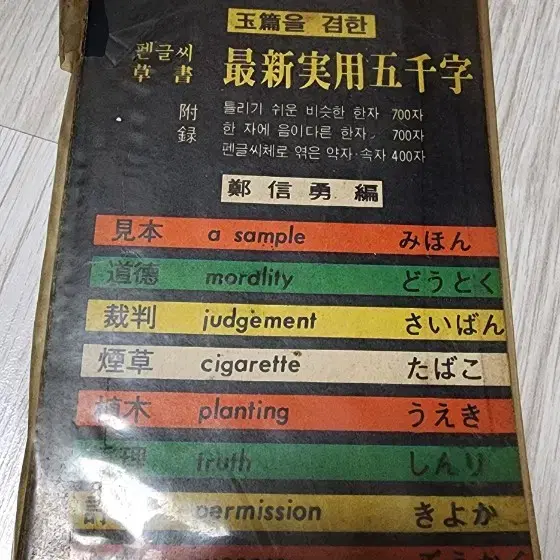 玉篇을 겸한
펜글씨 草書
最新実用五千字
附録
틀리기 쉬운 비슷한 한자 700자
한 자에 음이다른 한자 700자
펜글씨체로 엮은 약자·속자 400자
鄭信勇 編
見本 a sample みほん
道德 mordlity どうとく
裁判 judgement さいばん
煙草 cigarette たばこ
植木 planting うえき
理 truth しんり
permission きよか